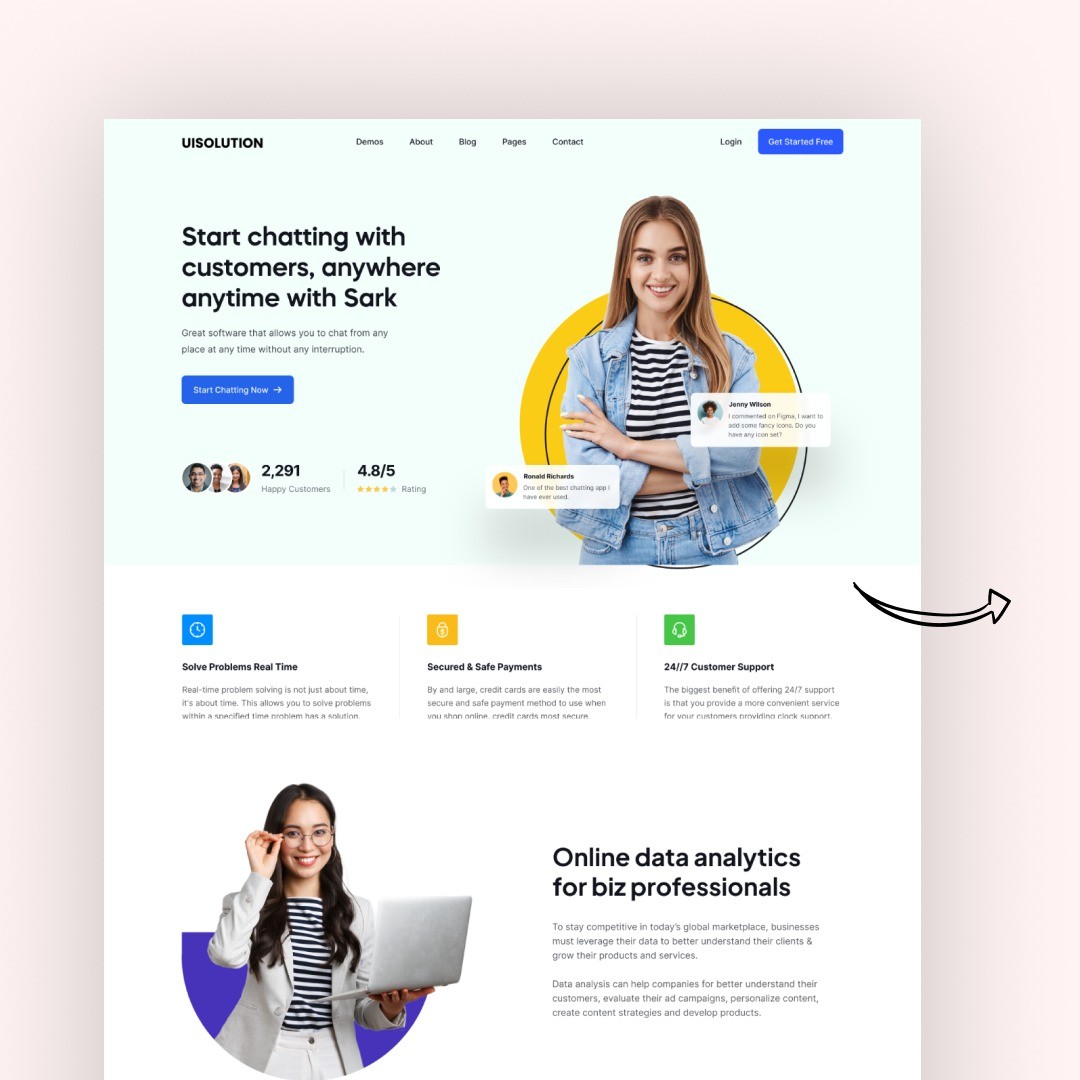 UISOLUTION
Demos About Blog Pages Contact
Login Get Started Free
Start chatting with
customers, anywhere
anytime with Sark
Great software that allows you to chat from any
place at any time without any interruption.
Start Chatting Now
Jenny Wilson
I commented on Figma, I want to
add some fancy icons. Do you
have any icon set?
Ronald Richards
One of the best chatting app I
have ever used.
2,291
Happy Customers
4.8/5
Rating
Solve Problems Real Time
Real-time problem solving is not just about time,
it's about time. This allows you to solve problems
within a specified time problem has a solution.
Secured & Safe Payments
By and large, credit cards are easily the most
secure and safe payment method to use when
you shop online, credit cards most secure.
24//7 Customer Support
The biggest benefit of offering 24/7 support
is that you provide a more convenient service
for your customers providing clock support.
Online data analytics
for biz professionals
To stay competitive in today's global marketplace, businesses
must leverage their data to better understand their clients &
grow their products and services.
Data analysis can help companies for better understand their
customers, evaluate their ad campaigns, personalize content,
create content strategies and develop products.